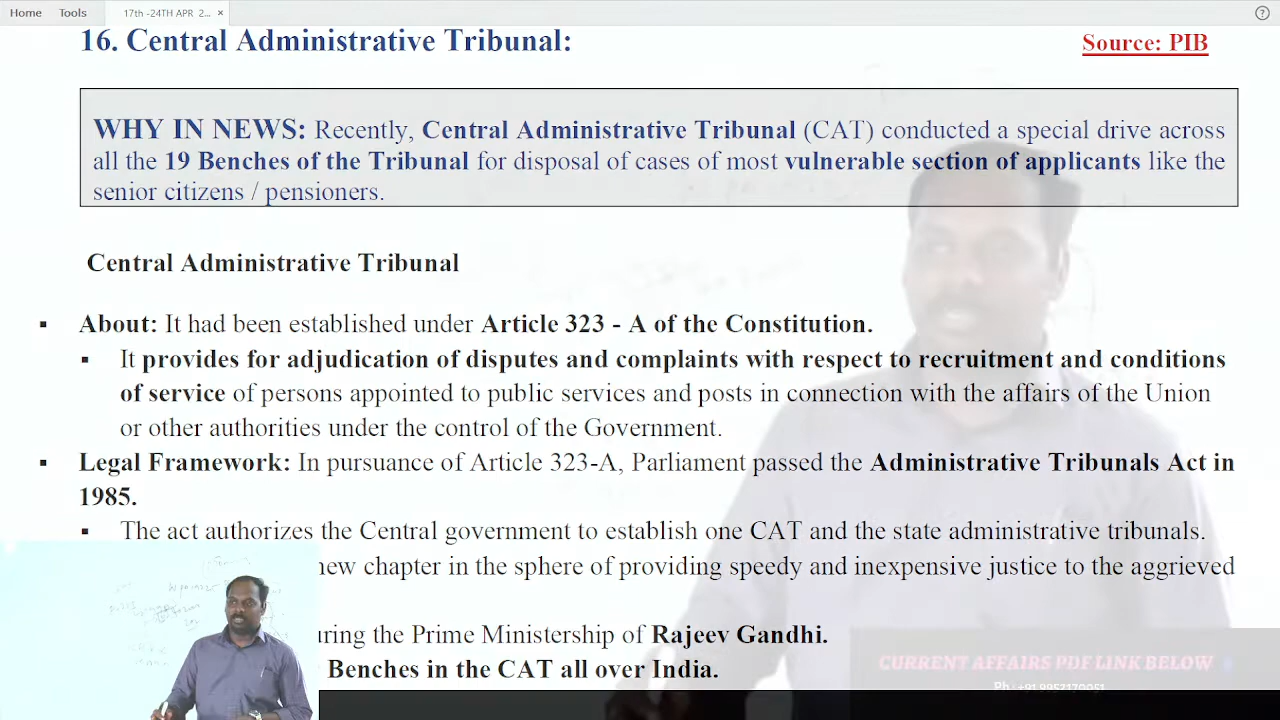 Home Tools 17th -24TH APR 2... ×
16. Central Administrative Tribunal: Source: PIB
WHY IN NEWS: Recently, Central Administrative Tribunal (CAT) conducted a special drive across
all the 19 Benches of the Tribunal for disposal of cases of most vulnerable section of applicants like the
senior citizens / pensioners.
Central Administrative Tribunal
▪ About: It had been established under Article 323 - A of the Constitution.
▪ It provides for adjudication of disputes and complaints with respect to recruitment and conditions
of service of persons appointed to public services and posts in connection with the affairs of the Union
or other authorities under the control of the Government.
▪ Legal Framework: In pursuance of Article 323-A, Parliament passed the Administrative Tribunals Act in
1985.
▪ The act authorizes the Central government to establish one CAT and the state administrative tribunals.
new chapter in the sphere of providing speedy and inexpensive justice to the aggrieved
uring the Prime Ministership of Rajeev Gandhi.
Benches in the CAT all over India.
CURRENT AFFAIRS PDF LINK BELOW